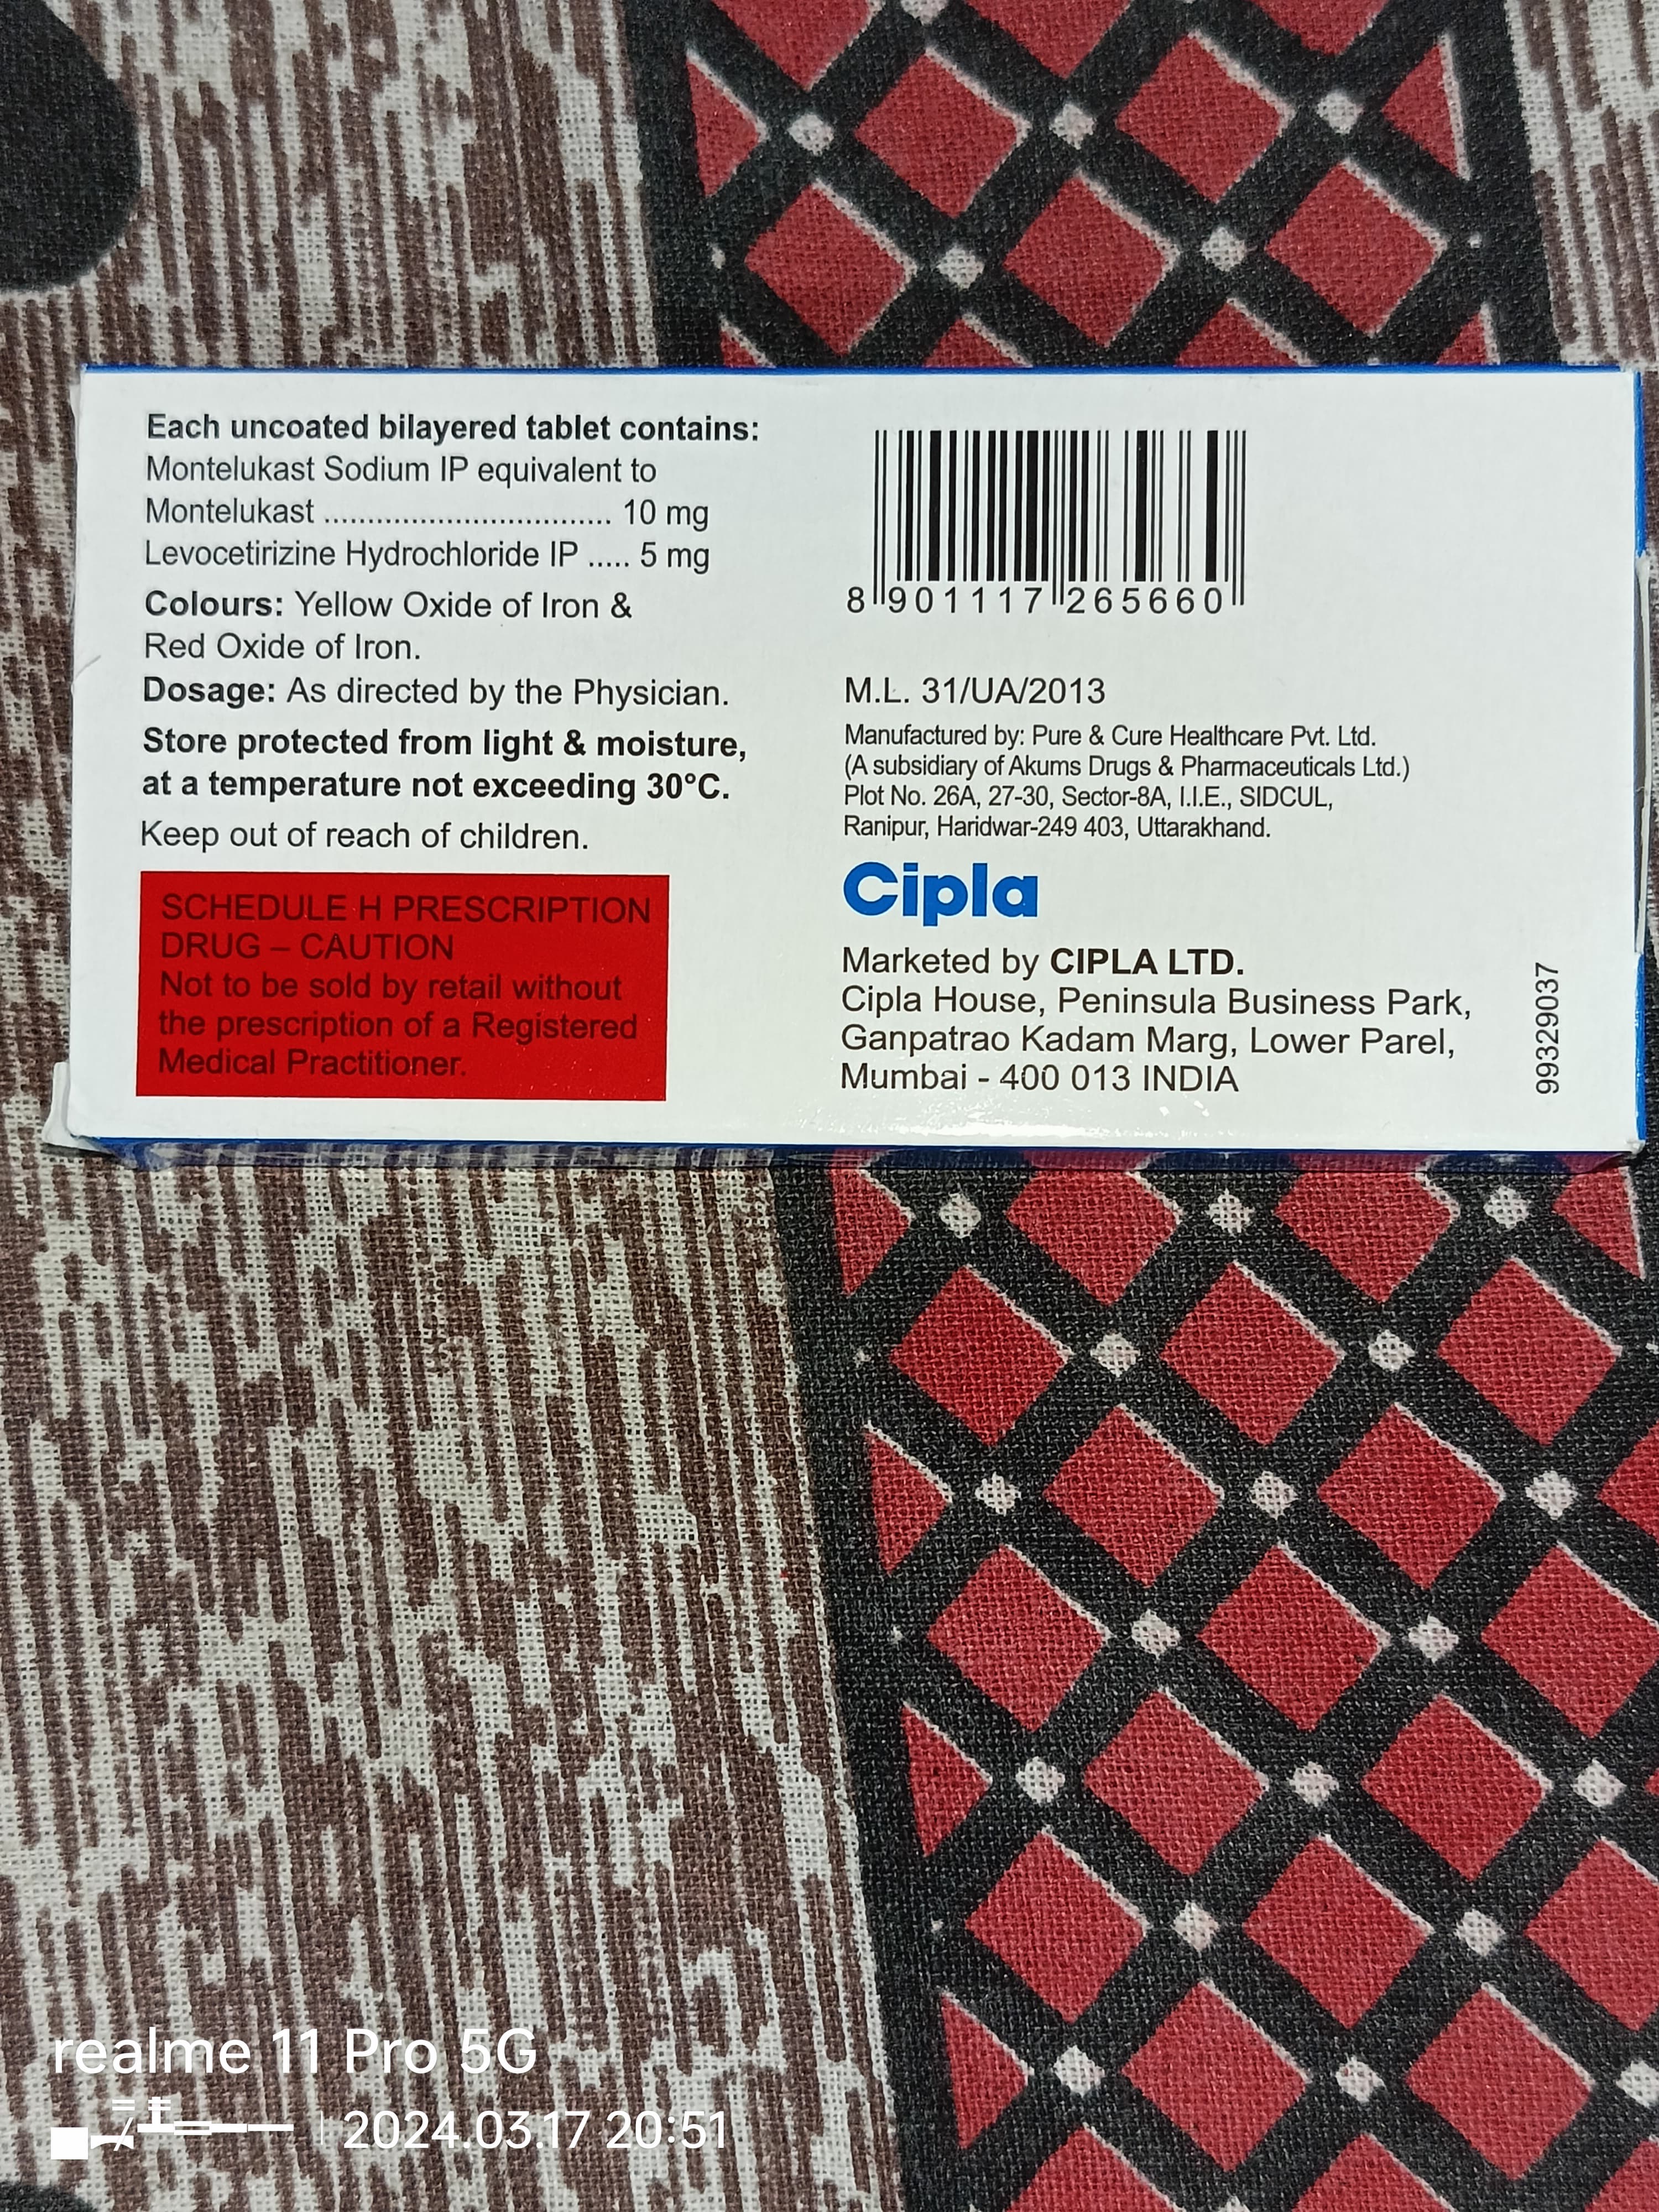 Each uncoated bilayered tablet contains:
Montelukast Sodium IP equivalent to
Montelukast ................................. 10 mg
Levocetirizine Hydrochloride IP ..... 5 mg
Colours: Yellow Oxide of Iron &
Red Oxide of Iron.
Dosage: As directed by the Physician.
Store protected from light & moisture,
at a temperature not exceeding 30°C.
Keep out of reach of children.
SCHEDULE H PRESCRIPTION
DRUG – CAUTION
Not to be sold by retail without
the prescription of a Registered
Medical Practitioner.
8 901117 265660
M.L. 31/UA/2013
Manufactured by: Pure & Cure Healthcare Pvt. Ltd.
(A subsidiary of Akums Drugs & Pharmaceuticals Ltd.)
Plot No. 26A, 27-30, Sector-8A, I.I.E., SIDCUL,
Ranipur, Haridwar-249 403, Uttarakhand.
Cipla
Marketed by CIPLA LTD.
Cipla House, Peninsula Business Park,
Ganpatrao Kadam Marg, Lower Parel,
Mumbai - 400 013 INDIA
99329037
realme 11 Pro 5G
2024.03.17 20:51